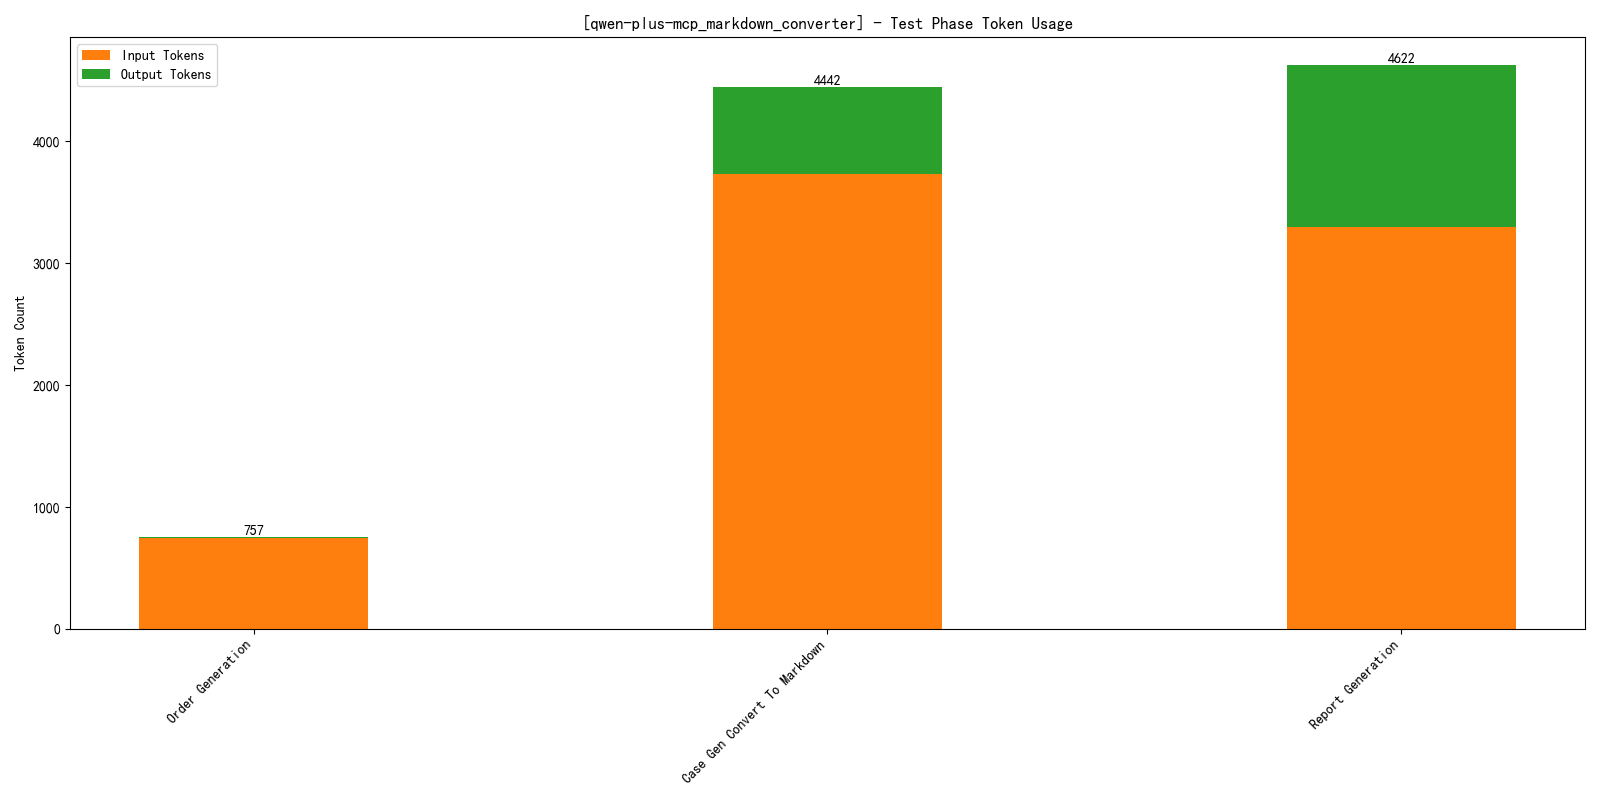 [qwen-plus-mcp_markdown_converter] - Test Phase Token Usage
Input Tokens
Output Tokens
4622
4442
757
4000
3000
2000
1000
0
Token Count
Order Generation
Case Gen Convert To Markdown
Report Generation